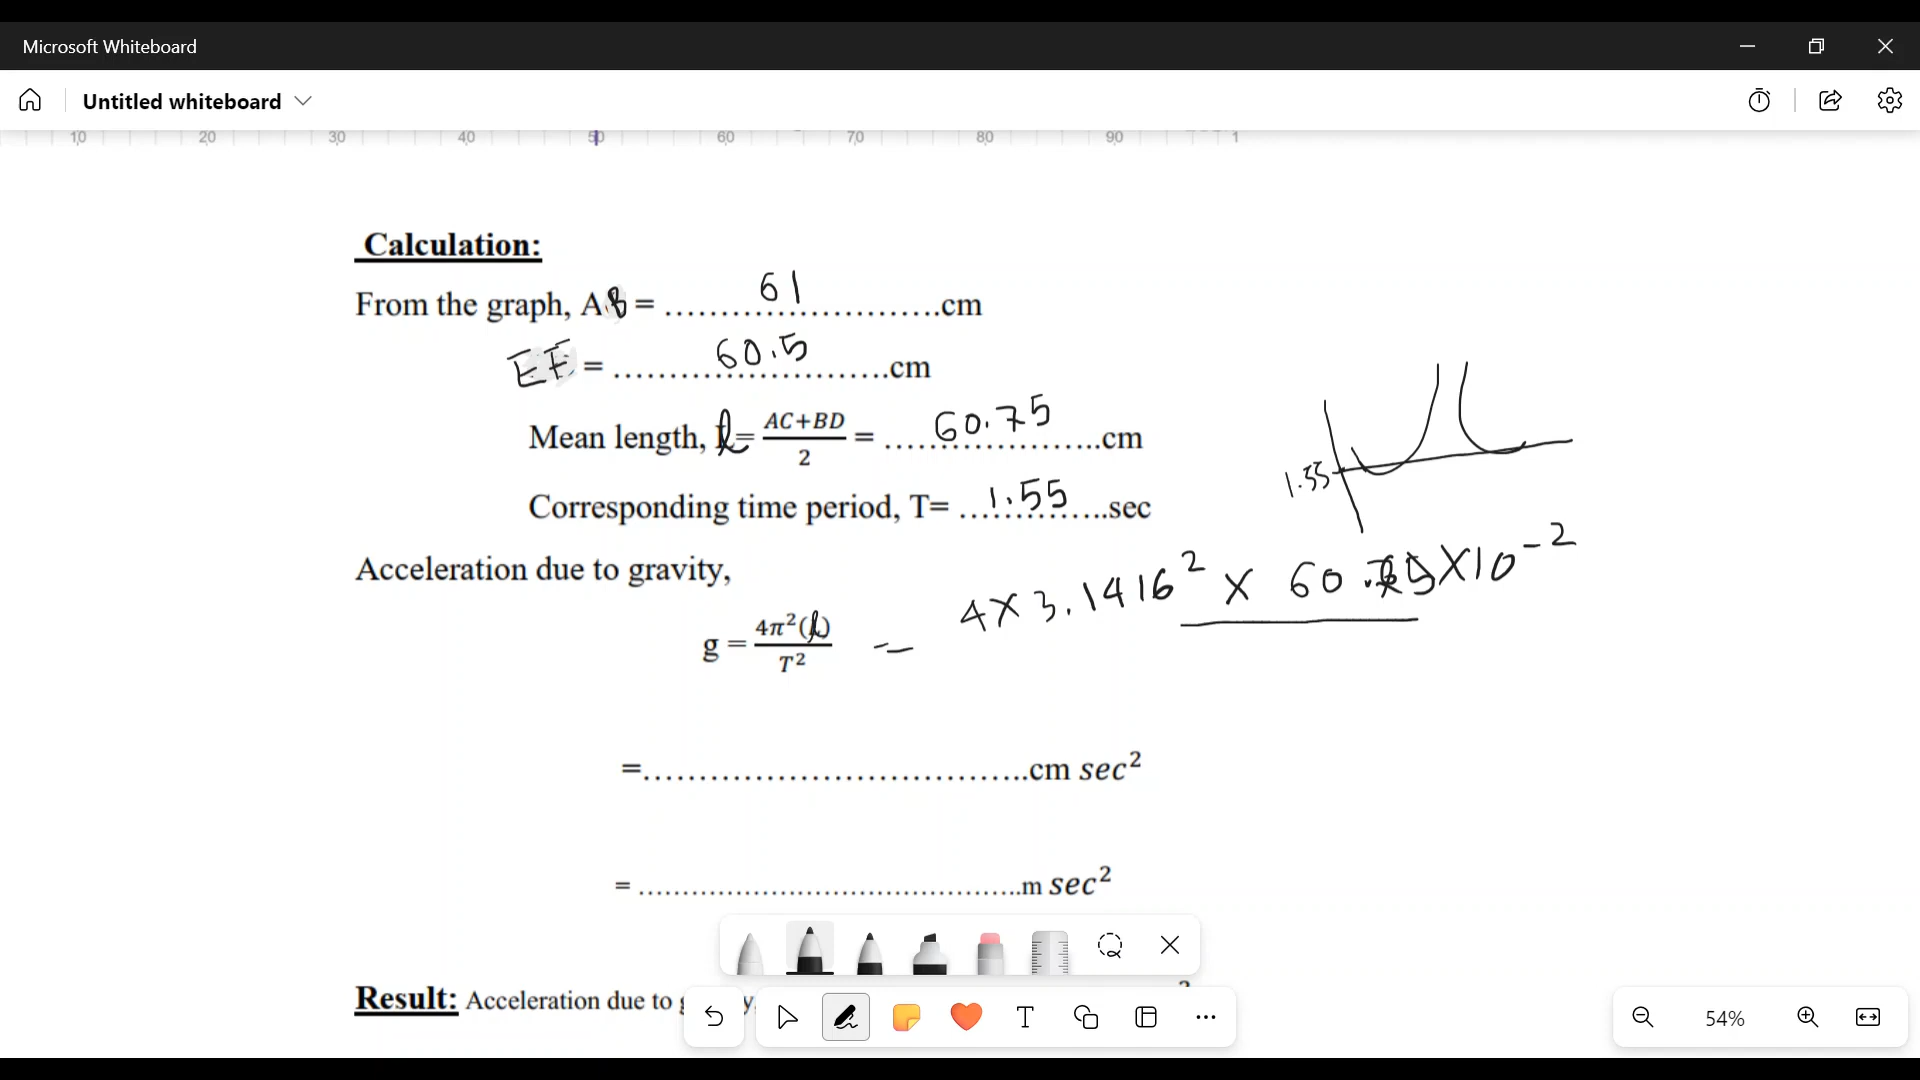 Microsoft Whiteboard
Untitled whiteboard
10 20 30 40 50 60 70 80 90 1
Calculation:
From the graph, AB = ........ 61 ........cm
EF = ........ 60.5 ........cm
Mean length, l = AC+BD / 2 = ........ 60.75 ........cm
Corresponding time period, T= ...1.55...sec
1.55
Acceleration due to gravity,
g = 4π²(l) / T² = 4 X 3.1416² X 60.75 X 10⁻²
=........................cm sec²
= ........................m sec²
Result: Acceleration due to
54%